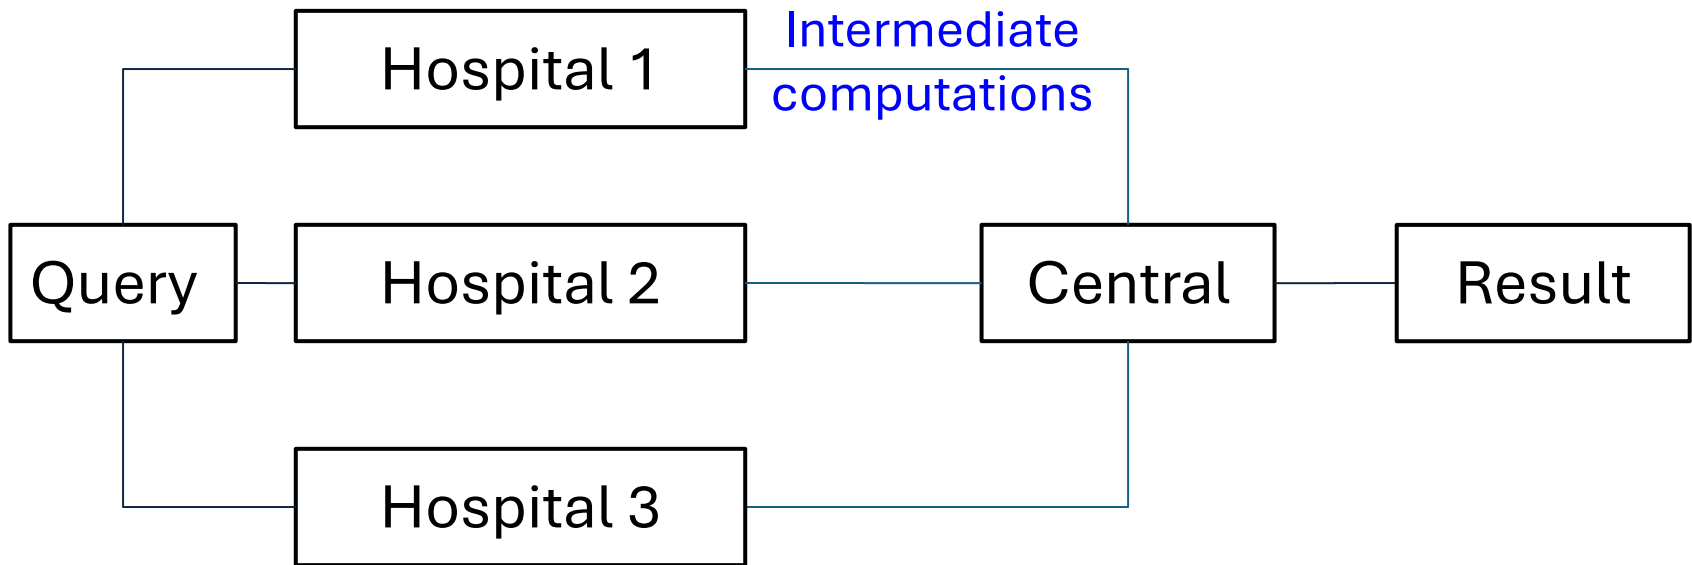 Hospital 1
Intermediate
computations
Query
Hospital 2
Central
Result
Hospital 3